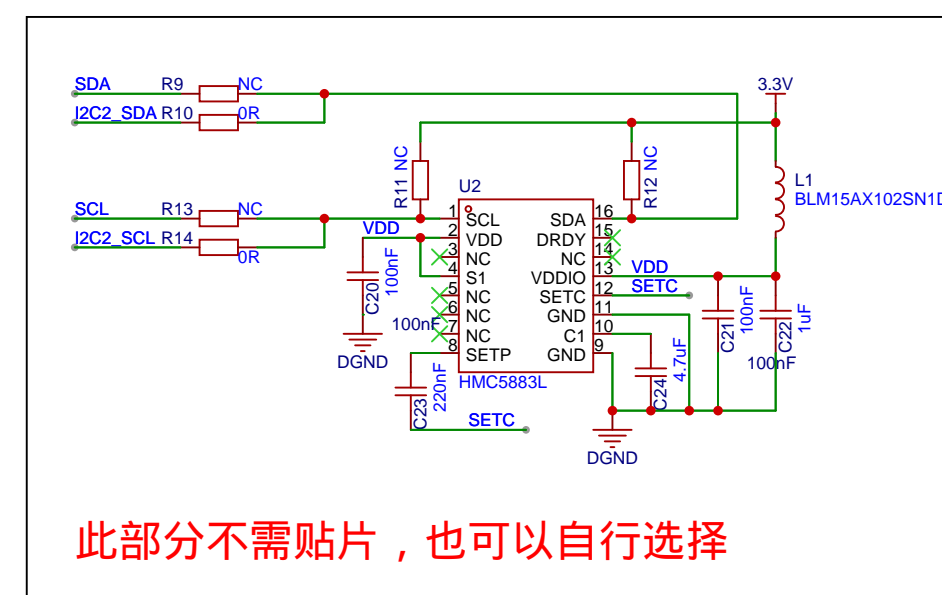 SDA R9 NC
I2C2_SDA R10 0R
3.3V
R11 NC
R12 NC
L1
BLM15AX102SN1D
SCL R13 NC
I2C2_SCL R14 0R
U2
1 SCL SDA 16
2 VDD DRDY 15
3 NC NC 14
4 S1 VDDIO 13
5 NC SETC 12
6 NC GND 11
7 NC C1 10
8 SETP GND 9
HMC5883L
VDD
C20 100nF
100nF
DGND
VDD
SETC
C21 100nF
C22 1uF
100nF
C24 4.7uF
C23 220nF
SETC
DGND
此部分不需贴片，也可以自行选择